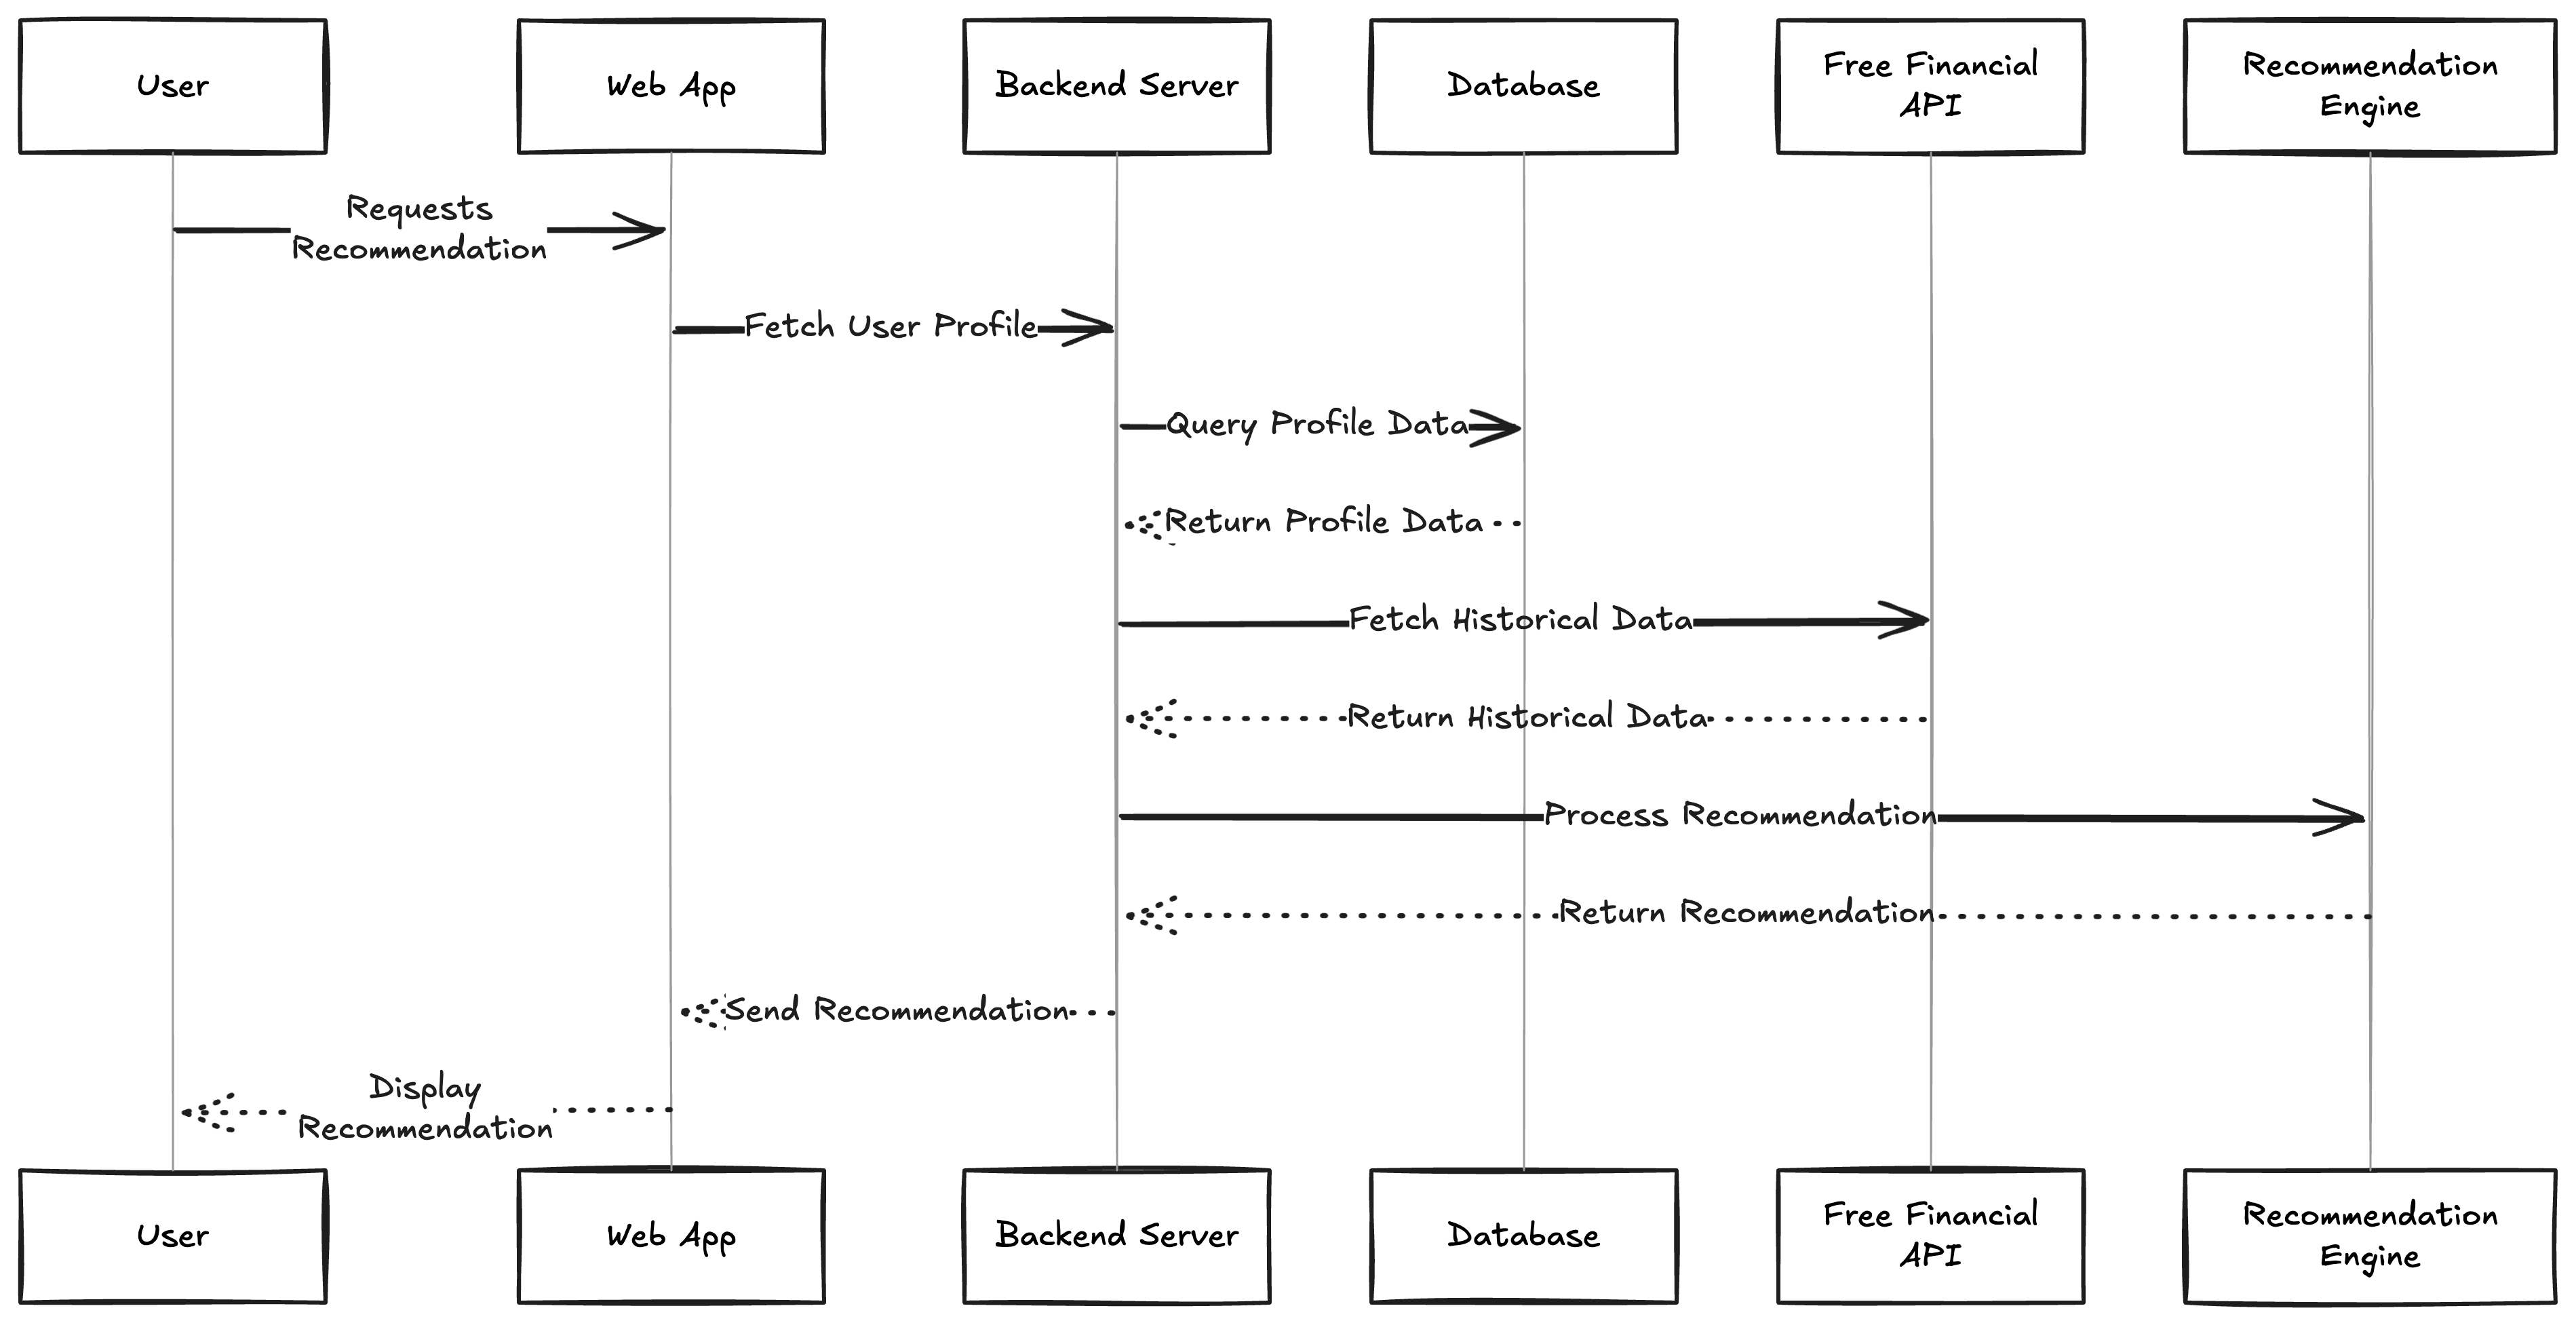 User
Web App
Backend Server
Database
Free Financial
API
Recommendation
Engine
Requests
Recommendation
Fetch User Profile
Query Profile Data
Return Profile Data
Fetch Historical Data
Return Historical Data
Process Recommendation
Return Recommendation
Send Recommendation
Display
Recommendation
User
Web App
Backend Server
Database
Free Financial
API
Recommendation
Engine